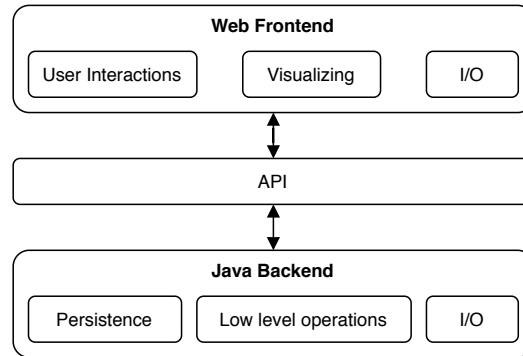 Web Frontend
User Interactions
Visualizing
I/O
API
Java Backend
Persistence
Low level operations
I/O